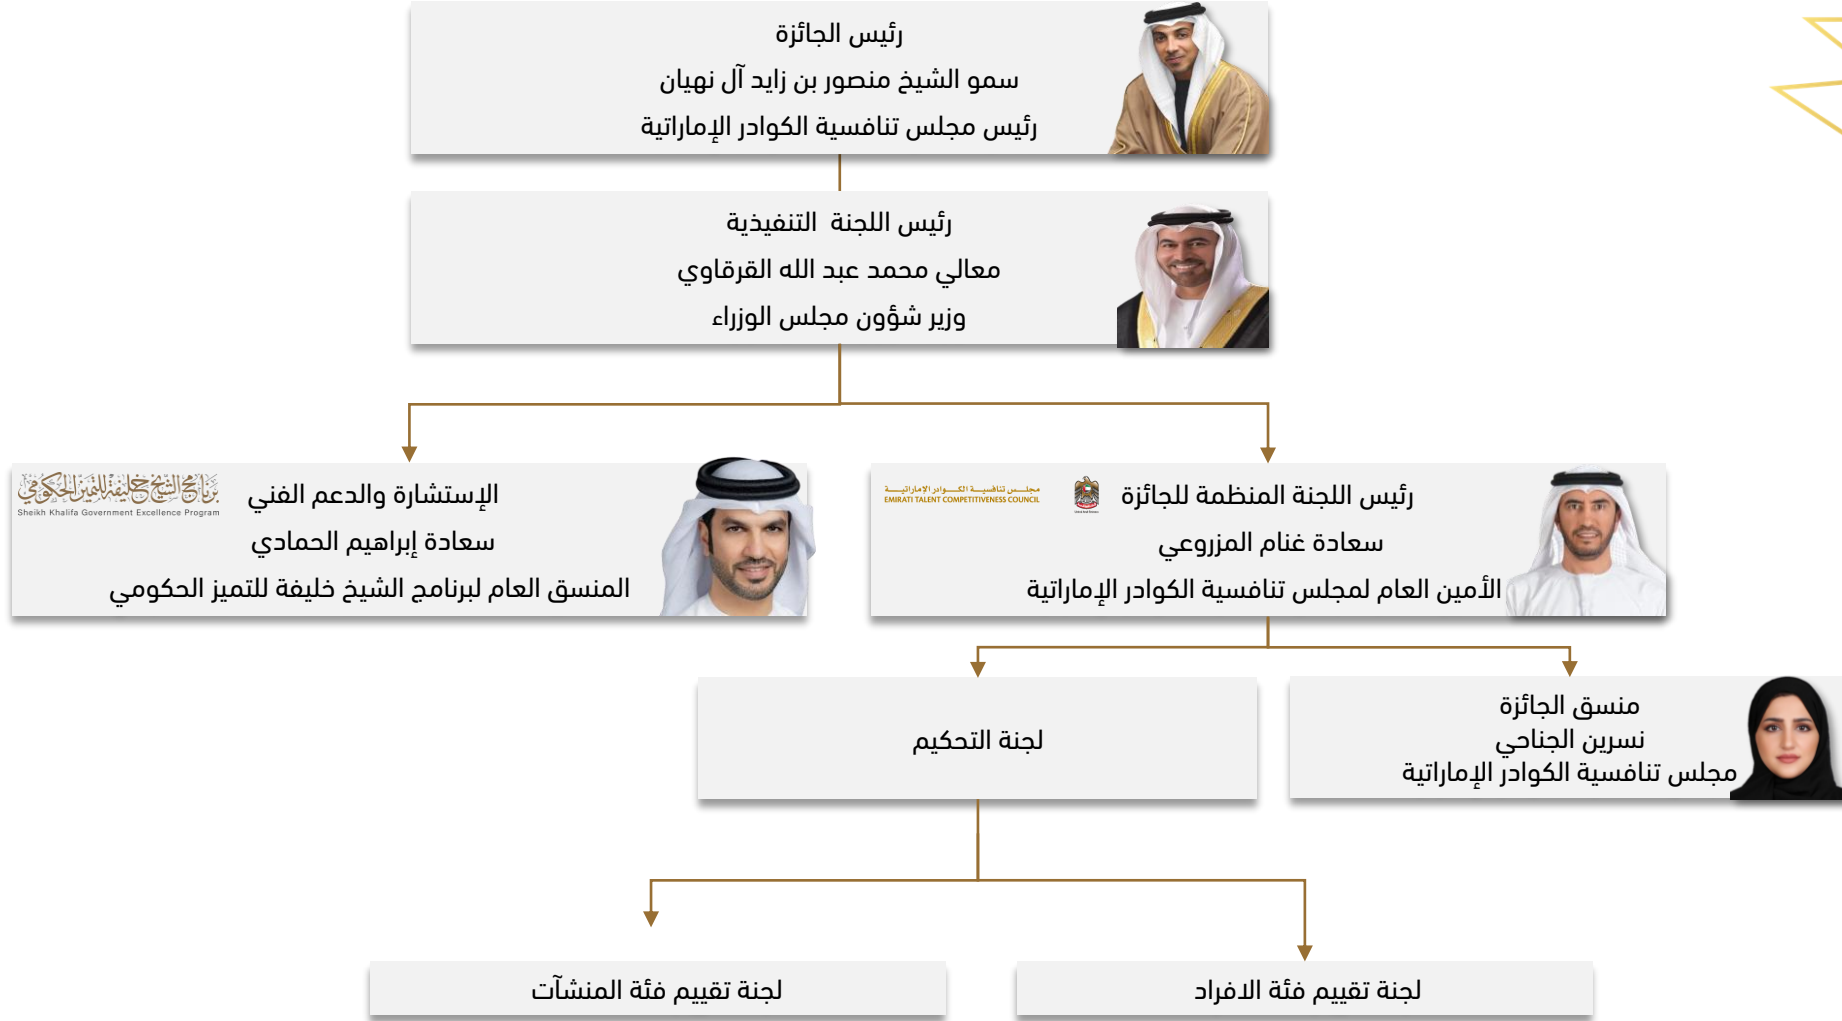 رئيس الجائزة
سمو الشيخ منصور بن زايد آل نهيان
رئيس مجلس تنافسية الكوادر الإماراتية
رئيس اللجنة التنفيذية
معالي محمد عبد الله القرقاوي
وزير شؤون مجلس الوزراء
رئيس اللجنة المنظمة للجائزة
سعادة غنام المزروعي
الأمين العام لمجلس تنافسية الكوادر الإماراتية
مجلس تنافسية الكوادر الإماراتية
EMIRATI TALENT COMPETITIVENESS COUNCIL
الإستشارة والدعم الفني
سعادة إبراهيم الحمادي
المنسق العام لبرنامج الشيخ خليفة للتميز الحكومي
برنامج الشيخ خليفة للتميز الحكومي
Sheikh Khalifa Government Excellence Program
منسق الجائزة
نسرين الجناحي
مجلس تنافسية الكوادر الإماراتية
لجنة التحكيم
لجنة تقييم فئة الافراد
لجنة تقييم فئة المنشآت